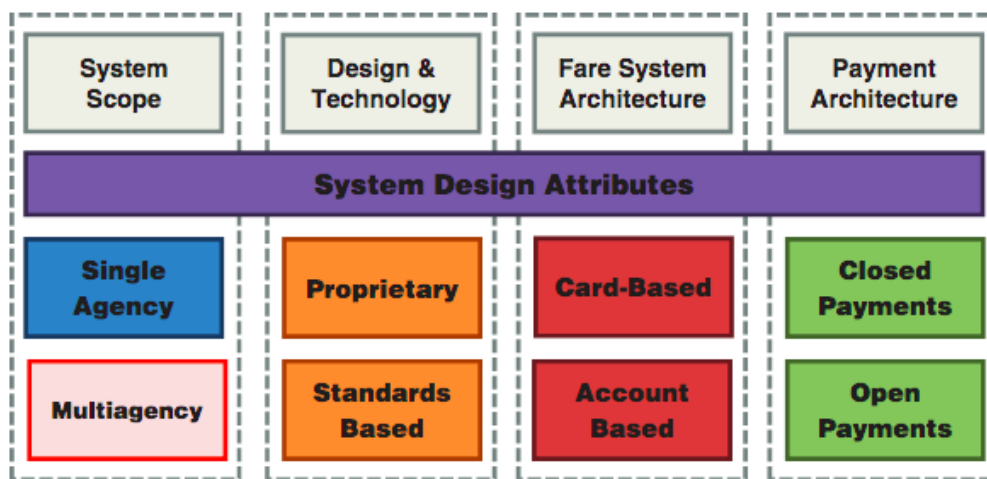 System
Scope
Design &
Technology
Fare System
Architecture
Payment
Architecture
System Design Attributes
Single
Agency
Proprietary
Card-Based
Closed
Payments
Multiagency
Standards
Based
Account
Based
Open
Payments